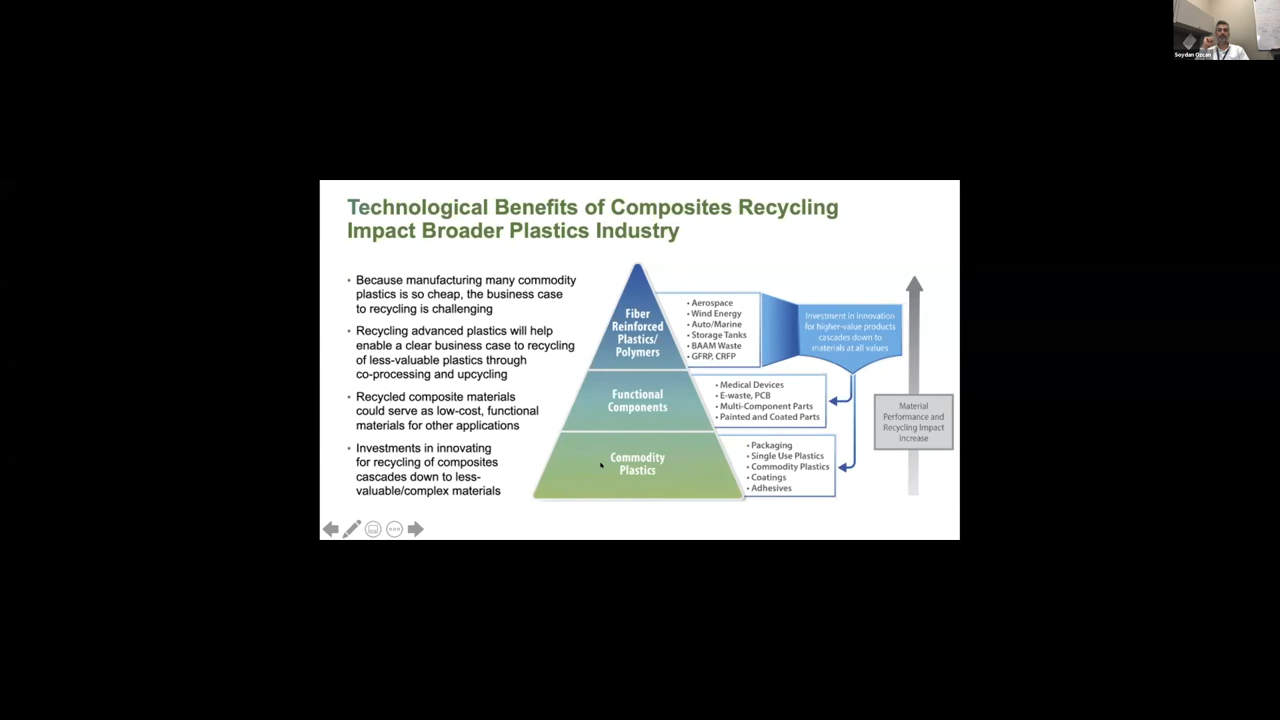 Soydan Ozcan
Technological Benefits of Composites Recycling
Impact Broader Plastics Industry
• Because manufacturing many commodity
plastics is so cheap, the business case
to recycling is challenging
• Recycling advanced plastics will help
enable a clear business case to recycling
of less-valuable plastics through
co-processing and upcycling
• Recycled composite materials
could serve as low-cost, functional
materials for other applications
• Investments in innovating
for recycling of composites
cascades down to less-
valuable/complex materials
Fiber
Reinforced
Plastics/
Polymers
• Aerospace
• Wind Energy
• Auto/Marine
• Storage Tanks
• BAAM Waste
• GFRP, CRFP
Investment in innovation
for higher-value products
cascades down to
materials at all values
Functional
Components
• Medical Devices
• E-waste, PCB
• Multi-Component Parts
• Painted and Coated Parts
Material
Performance and
Recycling Impact
Increase
Commodity
Plastics
• Packaging
• Single Use Plastics
• Commodity Plastics
• Coatings
• Adhesives